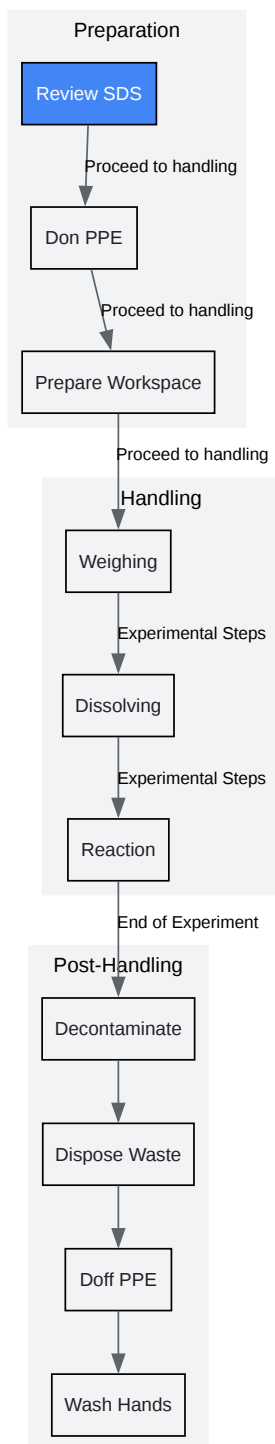 Preparation
Review SDS
Proceed to handling
Don PPE
Proceed to handling
Prepare Workspace
Proceed to handling
Handling
Weighing
Experimental Steps
Dissolving
Experimental Steps
Reaction
End of Experiment
Post-Handling
Decontaminate
Dispose Waste
Doff PPE
Wash Hands